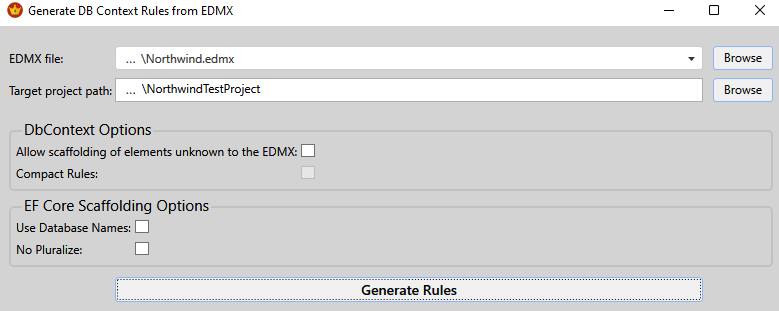 Generate DB Context Rules from EDMX
EDMX file: ... \Northwind.edmx Browse
Target project path: ... \NorthwindTestProject Browse
DbContext Options
Allow scaffolding of elements unknown to the EDMX:
Compact Rules:
EF Core Scaffolding Options
Use Database Names:
No Pluralize:
Generate Rules